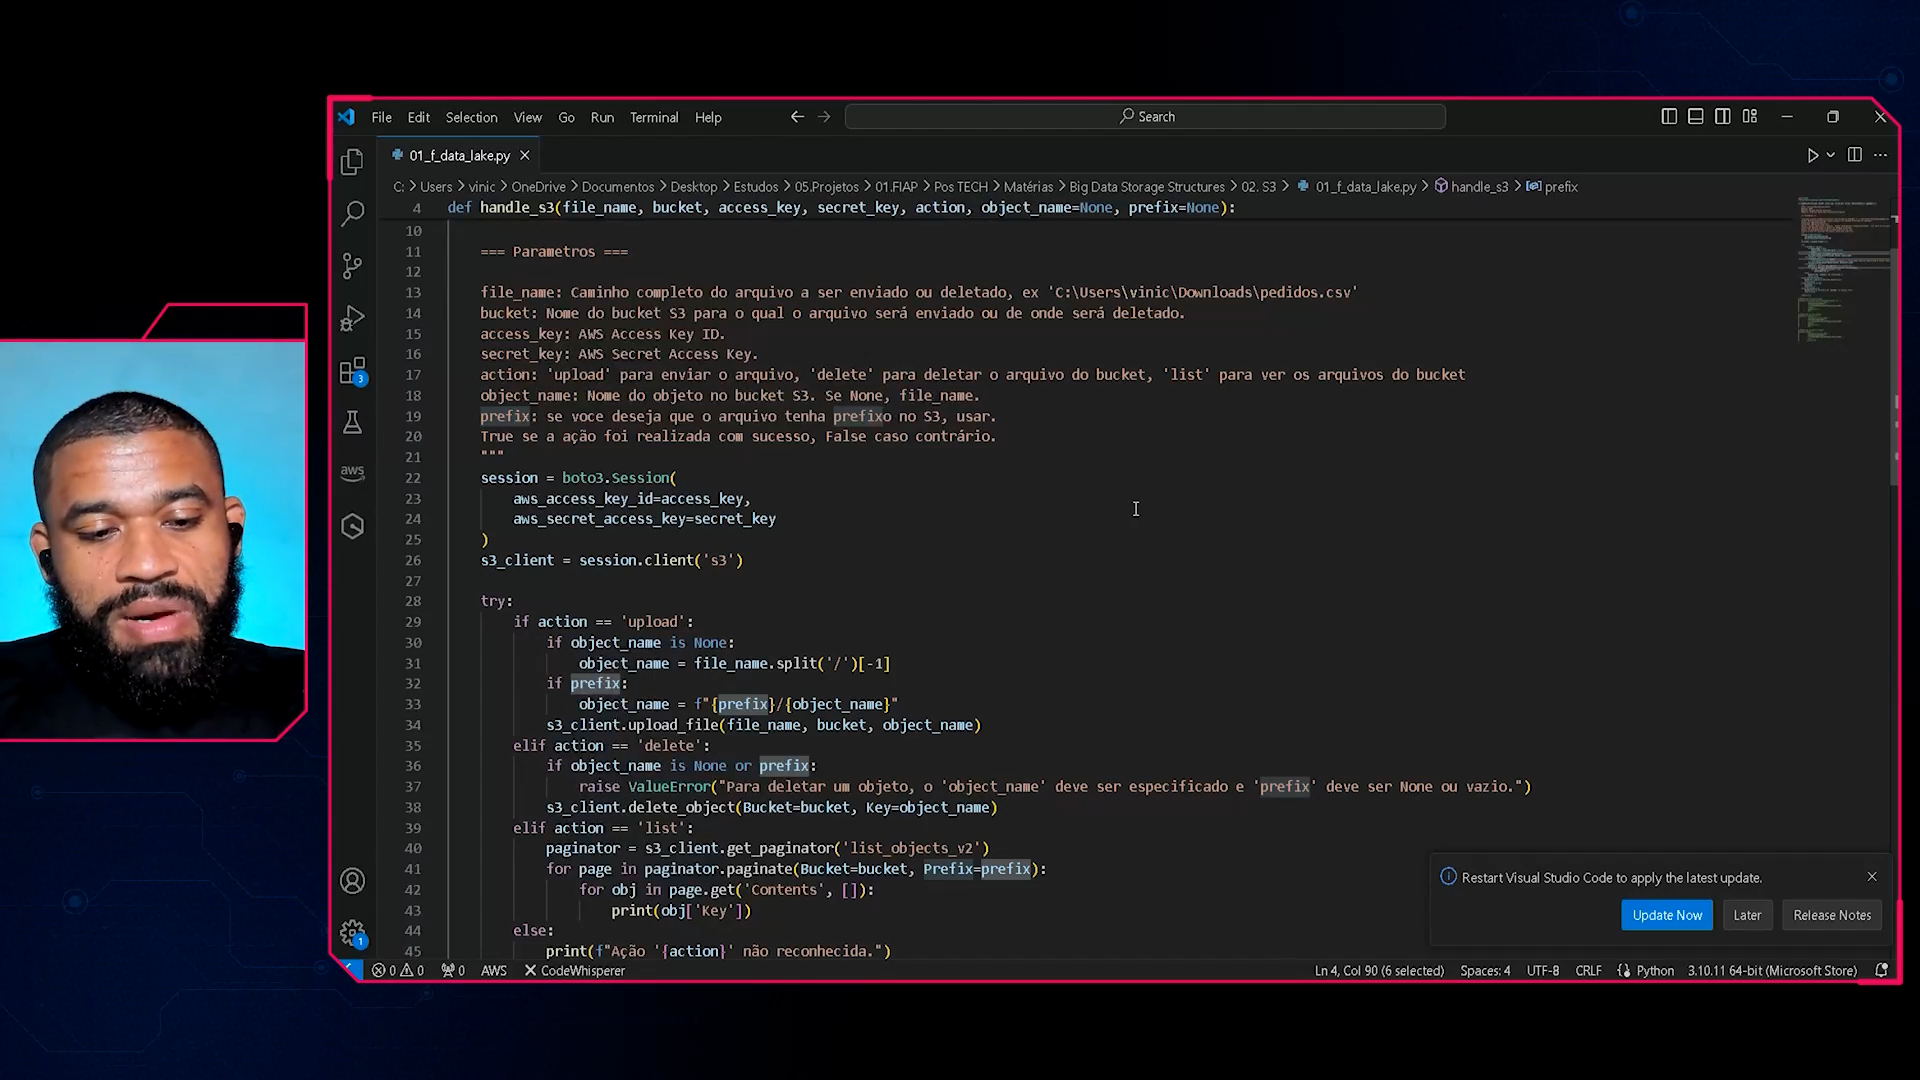 File Edit Selection View Go Run Terminal Help
Search
01_f_data_lake.py
C: > Users > vinic > OneDrive > Documentos > Desktop > Estudos > 05.Projetos > 01.FIAP > Pos TECH > Matérias > Big Data Storage Structures > 02. S3 > 01_f_data_lake.py > handle_s3 > prefix
4 def handle_s3(file_name, bucket, access_key, secret_key, action, object_name=None, prefix=None):
10
11 === Parametros ===
12
13 file_name: Caminho completo do arquivo a ser enviado ou deletado, ex 'C:\Users\vinic\Downloads\pedidos.csv'
14 bucket: Nome do bucket S3 para o qual o arquivo será enviado ou de onde será deletado.
15 access_key: AWS Access Key ID.
16 secret_key: AWS Secret Access Key.
17 action: 'upload' para enviar o arquivo, 'delete' para deletar o arquivo do bucket, 'list' para ver os arquivos do bucket
18 object_name: Nome do objeto no bucket S3. Se None, file_name.
19 prefix: se voce deseja que o arquivo tenha prefixo no S3, usar.
20 True se a ação foi realizada com sucesso, False caso contrário.
21 """
22 session = boto3.Session(
23 aws_access_key_id=access_key,
24 aws_secret_access_key=secret_key
25 )
26 s3_client = session.client('s3')
27
28 try:
29 if action == 'upload':
30 if object_name is None:
31 object_name = file_name.split('/')[-1]
32 if prefix:
33 object_name = f"{prefix}/{object_name}"
34 s3_client.upload_file(file_name, bucket, object_name)
35 elif action == 'delete':
36 if object_name is None or prefix:
37 raise ValueError("Para deletar um objeto, o 'object_name' deve ser especificado e 'prefix' deve ser None ou vazio.")
38 s3_client.delete_object(Bucket=bucket, Key=object_name)
39 elif action == 'list':
40 paginator = s3_client.get_paginator('list_objects_v2')
41 for page in paginator.paginate(Bucket=bucket, Prefix=prefix):
42 for obj in page.get('Contents', []):
43 print(obj['Key'])
44 else:
45 print(f"Ação '{action}' não reconhecida.")
aws
3
1
Restart Visual Studio Code to apply the latest update.
Update Now Later Release Notes
0 0 0 AWS CodeWhisperer Ln 4, Col 90 (6 selected) Spaces: 4 UTF-8 CRLF Python 3.10.11 64-bit (Microsoft Store)